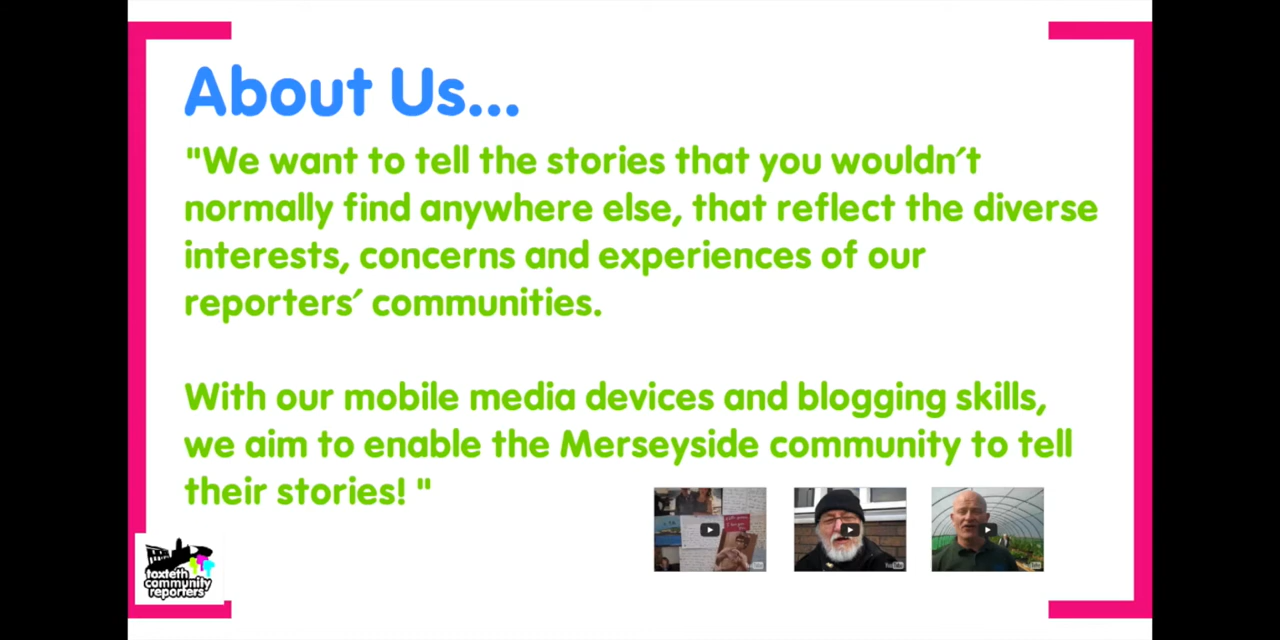 About Us...
"We want to tell the stories that you wouldn't
normally find anywhere else, that reflect the diverse
interests, concerns and experiences of our
reporters' communities.
With our mobile media devices and blogging skills,
we aim to enable the Merseyside community to tell
their stories! "
toxteth
community
reporters